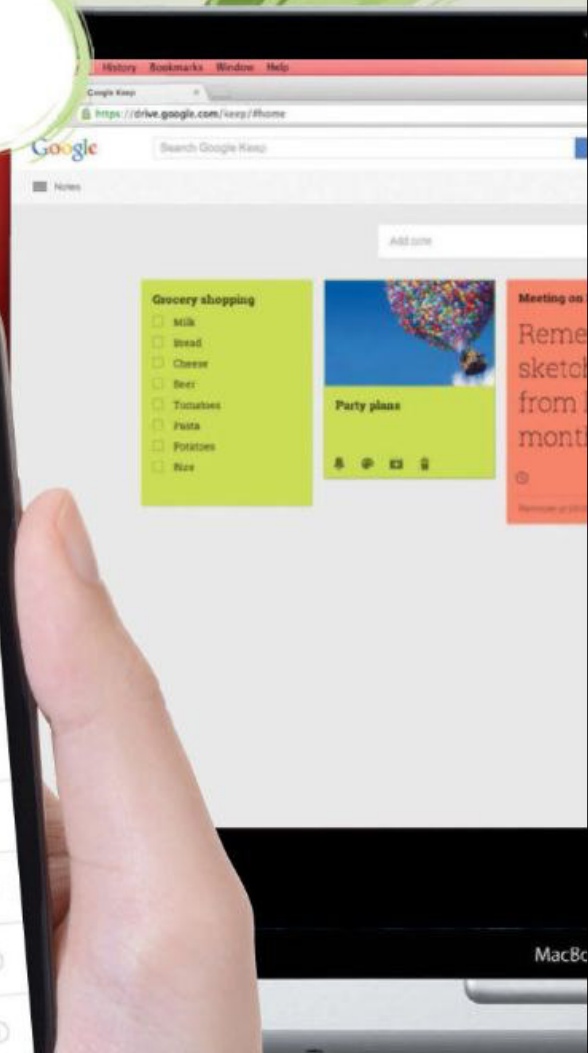 History Bookmarks Window Help
Google Keep
https://drive.google.com/keep/#home
Google
Search Google Keep
Notes
Add note
Grocery shopping
Milk
Bread
Cheese
Beer
Tomatoes
Pasta
Potatoes
Rice
Party plans
Meeting on
Reme
sketch
from
month
MacBo